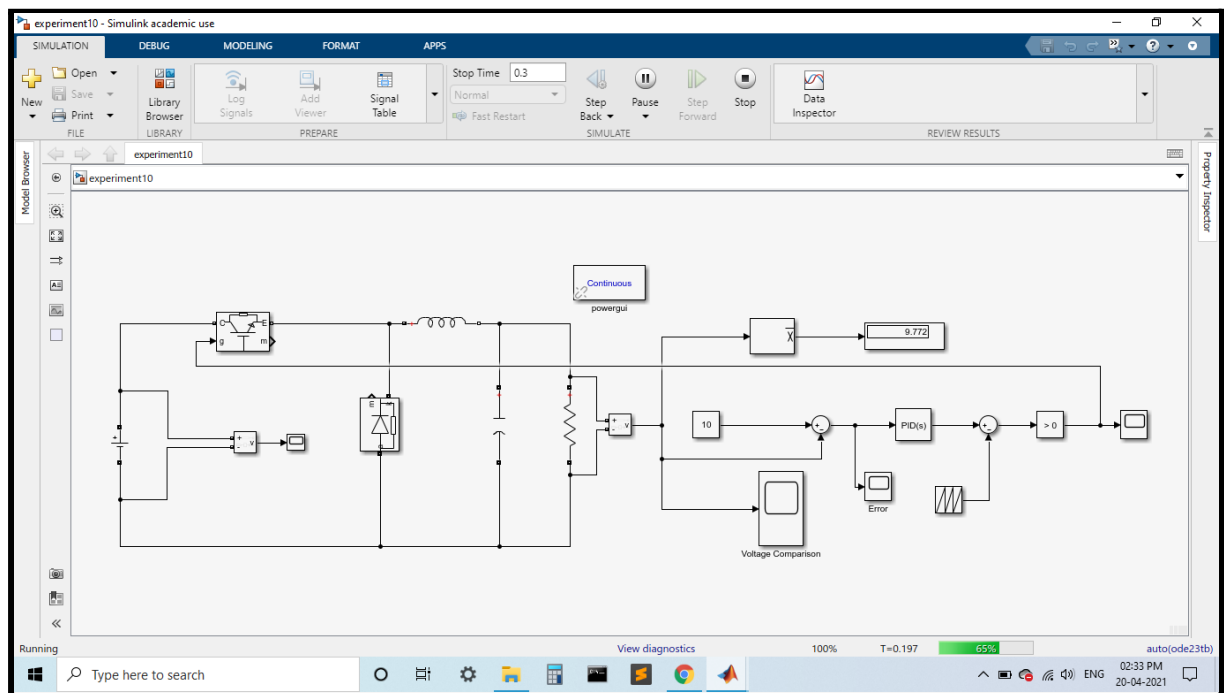 experiment10 - Simulink academic use
SIMULATION DEBUG MODELING FORMAT APPS
New
Open
Save
Print
FILE
Library
Browser
LIBRARY
Log
Signals
Add
Viewer
Signal
Table
PREPARE
Stop Time 0.3
Normal
Fast Restart
Step
Back
Pause
Step
Forward
Stop
SIMULATE
Data
Inspector
REVIEW RESULTS
Model Browser
experiment10
experiment10
Property Inspector
Continuous
powergui
C E
g m
m
+
+
-
v
+
-
v
X
9.772
10
+
-
PID(s)
+
-
> 0
Error
Voltage Comparison
Running View diagnostics 100% T=0.197 65% auto(ode23tb)
Type here to search
ENG
02:33 PM
20-04-2021